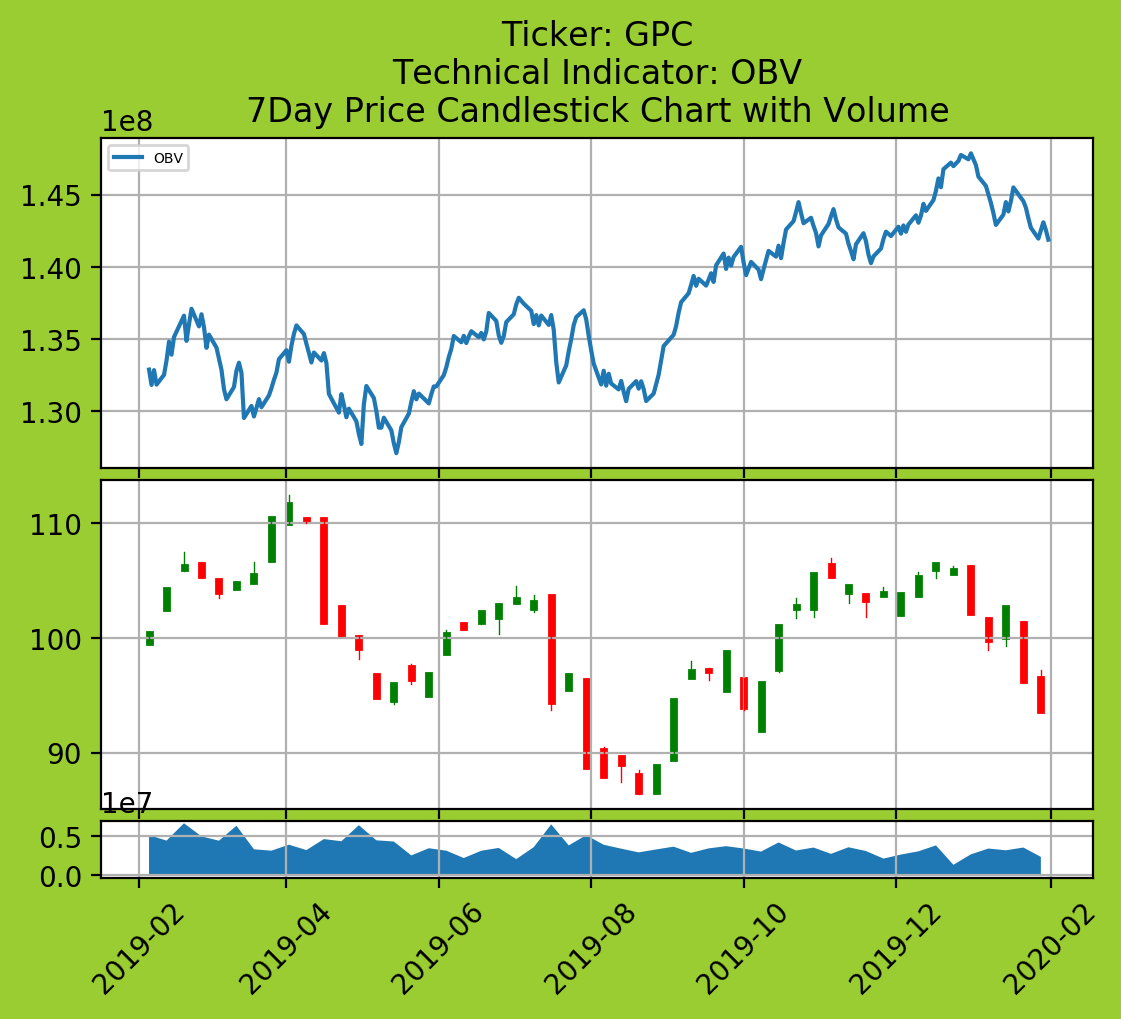 Ticker: GPC
Technical Indicator: OBV
7Day Price Candlestick Chart with Volume
1e8
OBV
1.45
1.40
1.35
1.30
110
100
90
1e7
0.5
0.0
2019-02
2019-04
2019-06
2019-08
2019-10
2019-12
2020-02